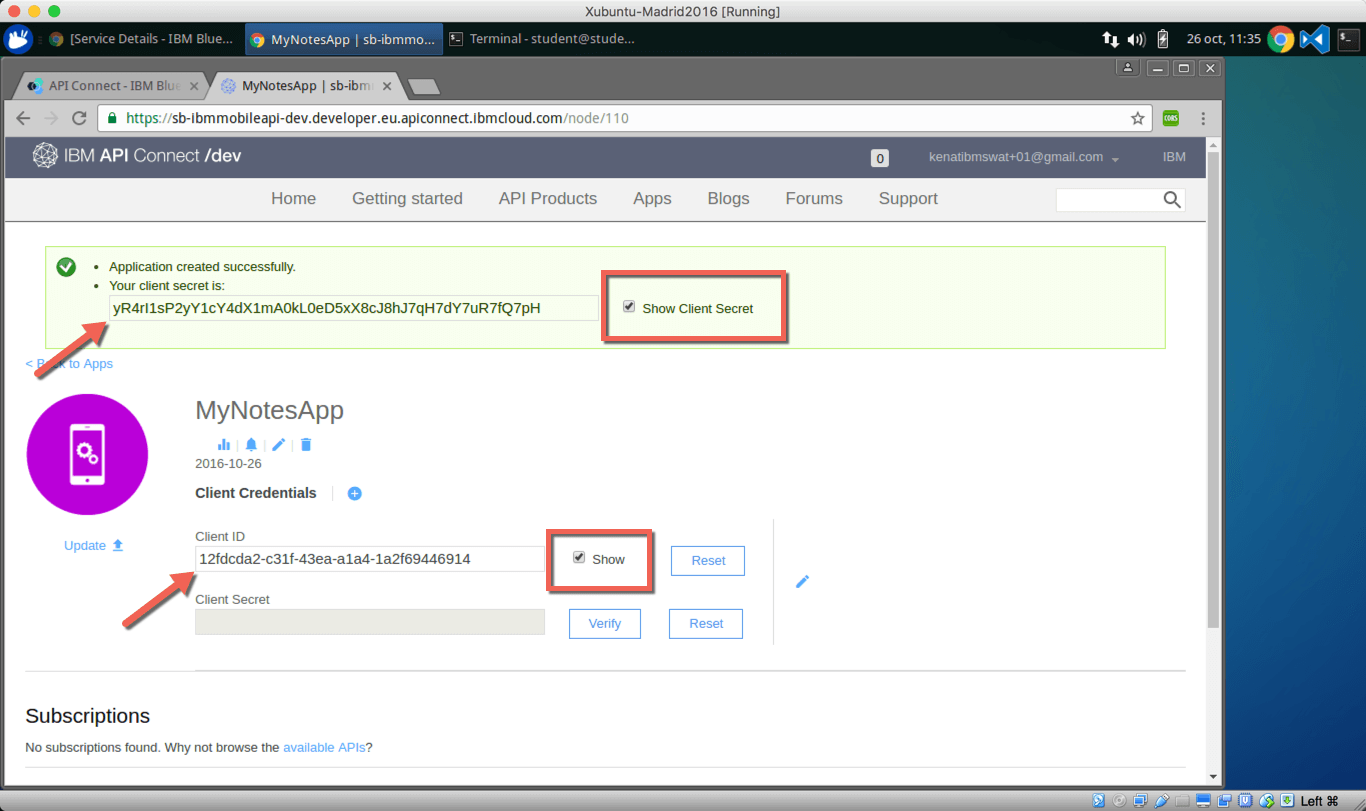 Xubuntu-Madrid2016 [Running]
[Service Details - IBM Blue...
MyNotesApp | sb-ibmmo...
Terminal - student@stude...
26 oct, 11:35
API Connect - IBM Blue
MyNotesApp | sb-ibm
https://sb-ibmmobileapi-dev.developer.eu.apiconnect.ibmcloud.com/node/110
CORS
IBM API Connect /dev
0
kenatibmswat+01@gmail.com
IBM
Home
Getting started
API Products
Apps
Blogs
Forums
Support
Application created successfully.
Your client secret is:
yR4rI1sP2yY1cY4dX1mA0kL0eD5xX8cJ8hJ7qH7dY7uR7fQ7pH
Show Client Secret
< Back to Apps
MyNotesApp
2016-10-26
Client Credentials
Update
Client ID
12fdcda2-c31f-43ea-a1a4-1a2f69446914
Show
Reset
Client Secret
Verify
Reset
Subscriptions
No subscriptions found. Why not browse the available APIs?
Left ⌘